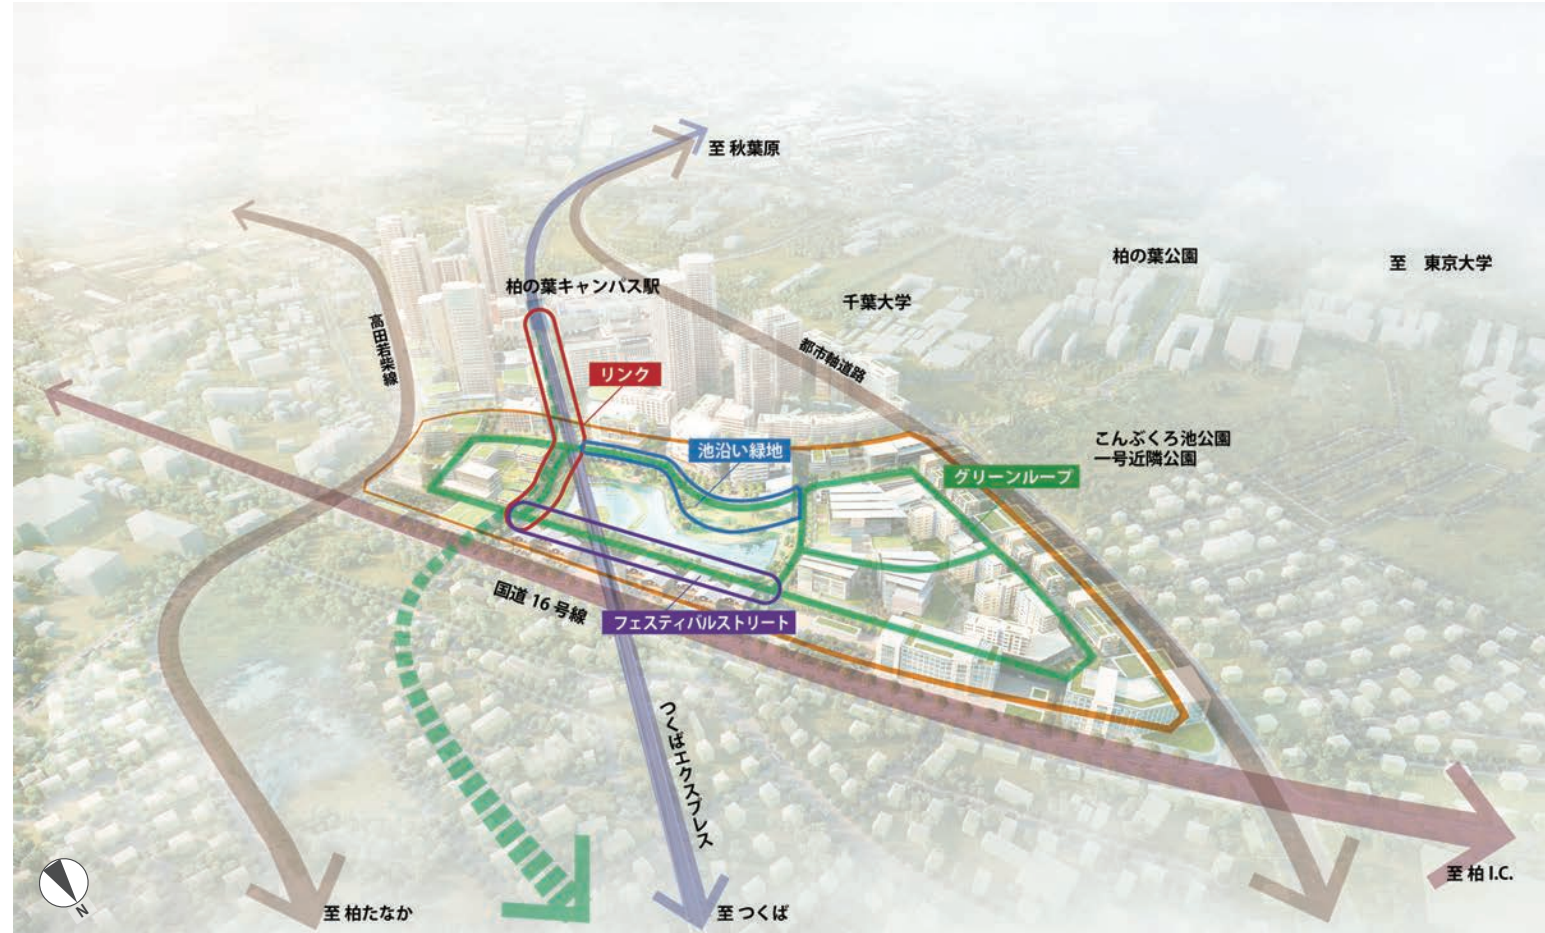 至 秋葉原
柏の葉公園
至 東京大学
柏の葉キャンパス駅
千葉大学
高田若柴線
都市軸道路
リンク
こんぶくろ池公園
一号近隣公園
池沿い緑地
グリーンループ
国道 16 号線
フェスティバルストリート
つくばエクスプレス
至 柏 I.C.
N
至 柏たなか
至 つくば